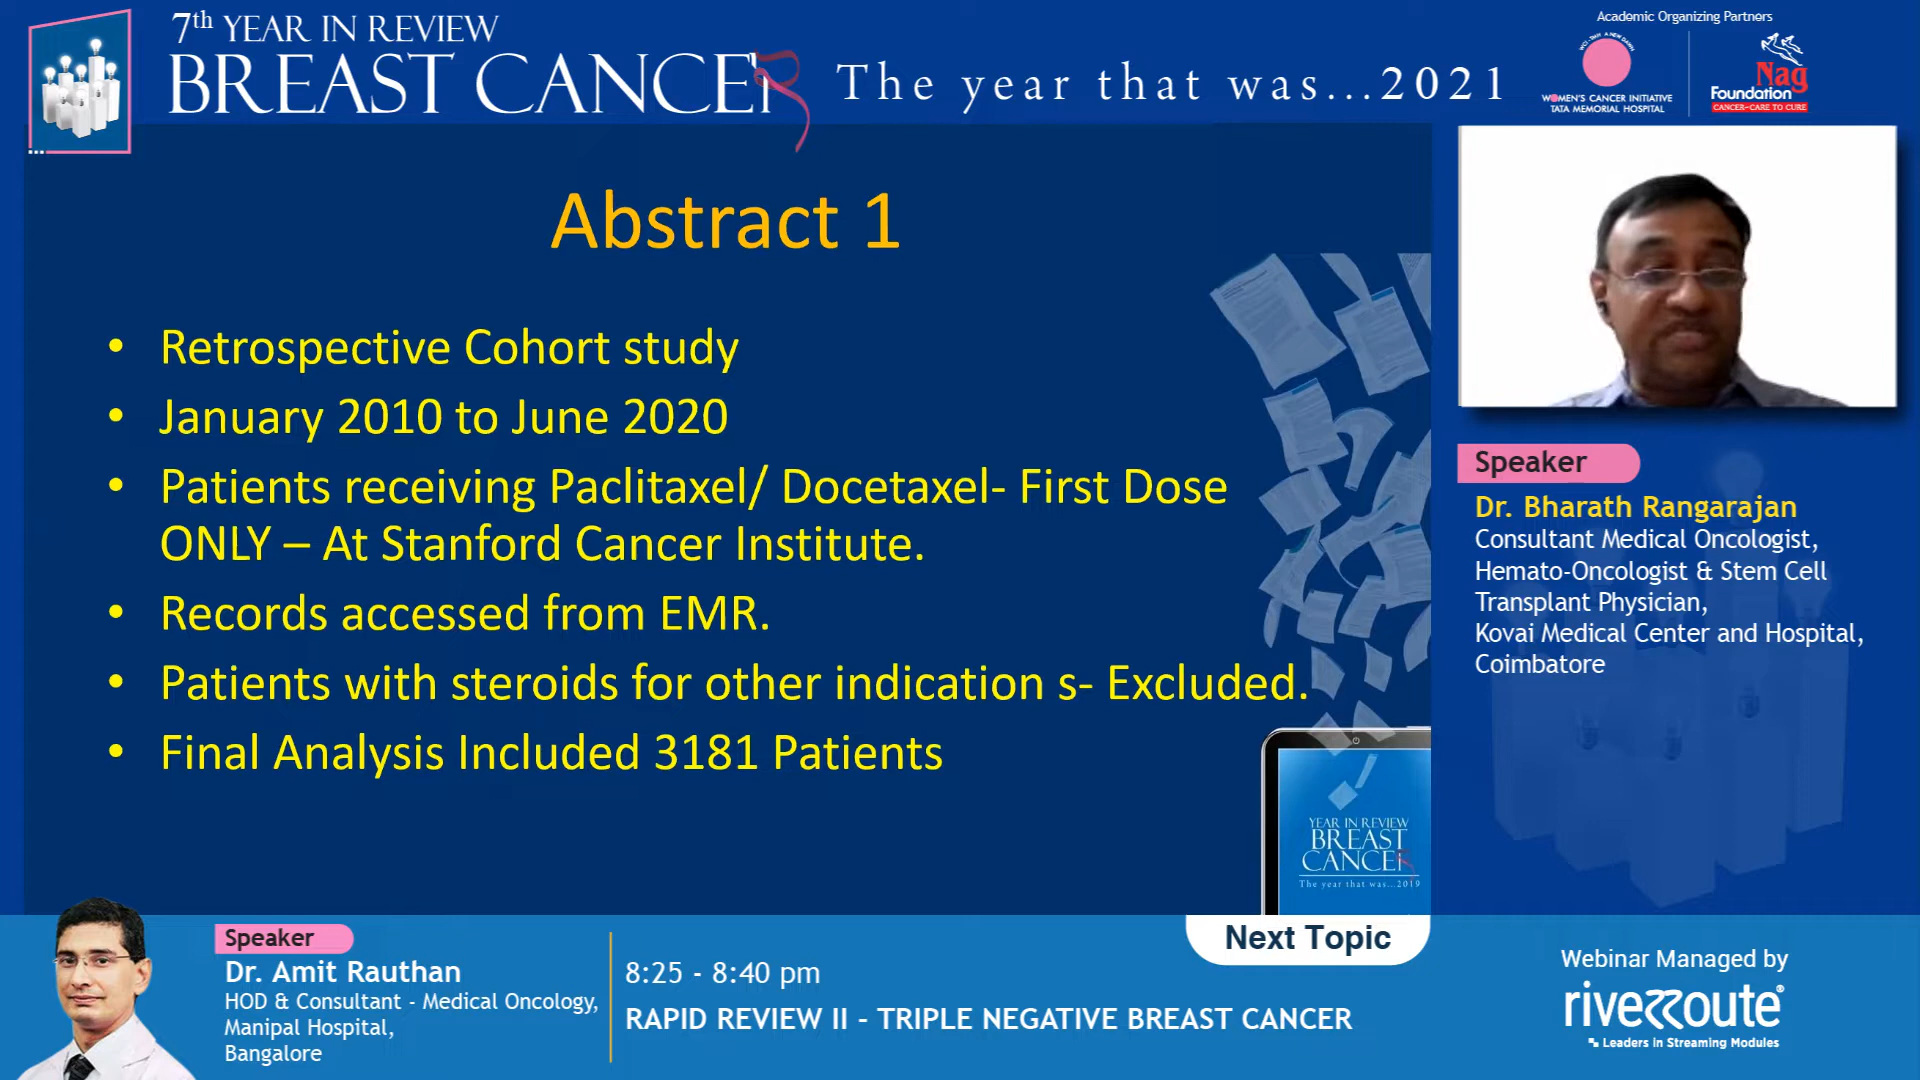 7th YEAR IN REVIEW
BREAST CANCER
The year that was...2021
Academic Organizing Partners
WOMEN'S CANCER INITIATIVE
TATA MEMORIAL HOSPITAL
Nag
Foundation
CANCER-CARE TO CURE
Abstract 1
• Retrospective Cohort study
• January 2010 to June 2020
• Patients receiving Paclitaxel/ Docetaxel- First Dose
ONLY – At Stanford Cancer Institute.
• Records accessed from EMR.
• Patients with steroids for other indication s- Excluded.
• Final Analysis Included 3181 Patients
YEAR IN REVIEW
BREAST
CANCER
The year that was...2019
Speaker
Dr. Bharath Rangarajan
Consultant Medical Oncologist,
Hemato-Oncologist & Stem Cell
Transplant Physician,
Kovai Medical Center and Hospital,
Coimbatore
Speaker
Dr. Amit Rauthan
HOD & Consultant - Medical Oncology,
Manipal Hospital,
Bangalore
Next Topic
8:25 - 8:40 pm
RAPID REVIEW II - TRIPLE NEGATIVE BREAST CANCER
Webinar Managed by
riverroute®
Leaders in Streaming Modules